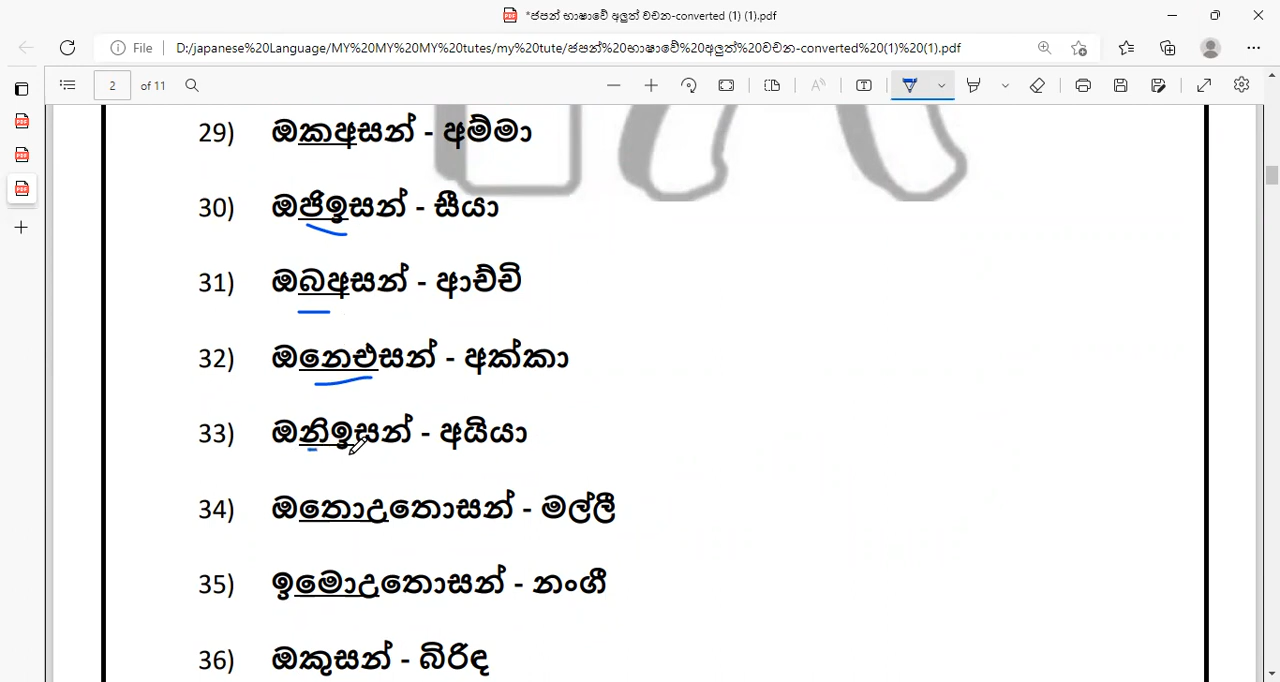 *ජපන් භාෂාවේ අලුත් වචන-converted (1) (1).pdf
File D:/japanese%20Language/MY%20MY%20MY%20tutes/my%20tute/ජපන්%20භාෂාවේ%20අලුත්%20වචන-converted%20(1)%20(1).pdf
2 of 11
29) ඔකඅසන් - අම්මා
30) ඔජිඉසන් - සීයා
31) ඔබඅසන් - ආච්චි
32) ඔනෙඑසන් - අක්කා
33) ඔනිඉසන් - අයියා
34) ඔතොඋතොසන් - මල්ලී
35) ඉමොඋතොසන් - නංගී
36) ඔකුසන් - බිරිඳ